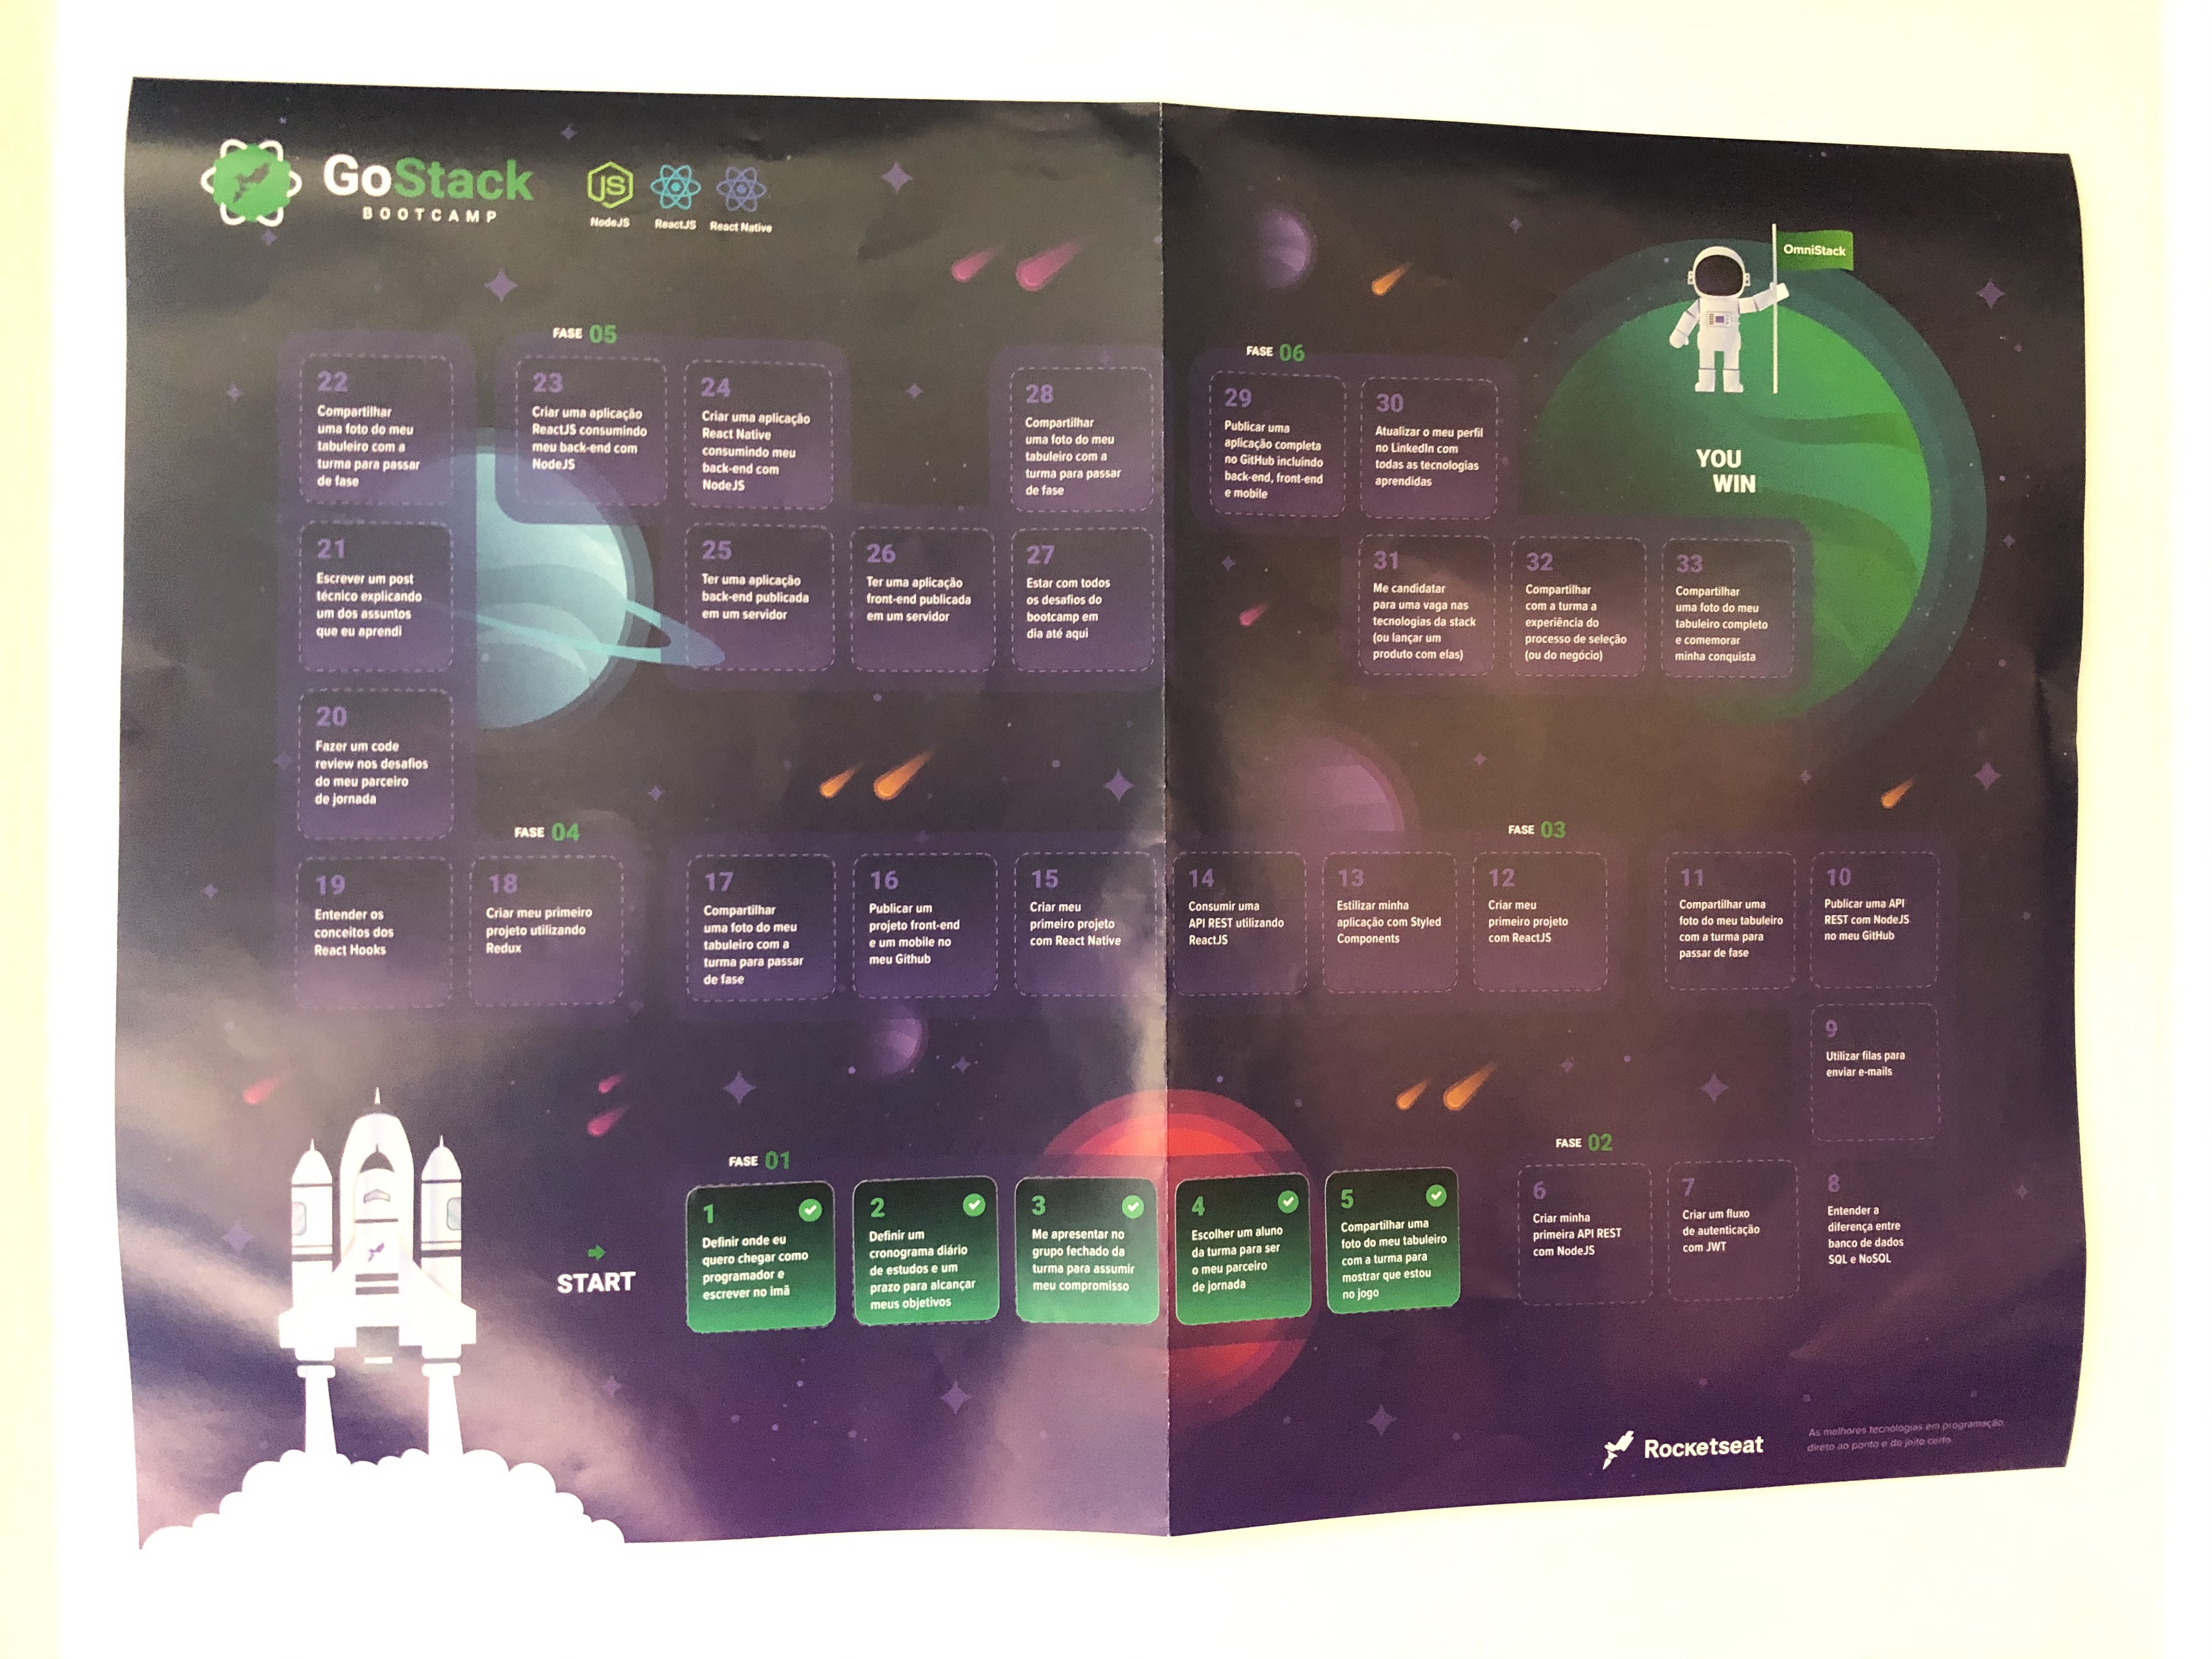 GoStack
BOOTCAMP
JS
NodeJS
ReactJS
React Native
OmniStack
YOU
WIN
FASE 05
22
Compartilhar
uma foto do meu
tabuleiro com a
turma para passar
de fase
23
Criar uma aplicação
ReactJS consumindo
meu back-end com
NodeJS
24
Criar uma aplicação
React Native
consumindo meu
back-end com
NodeJS
28
Compartilhar
uma foto do meu
tabuleiro com a
turma para passar
de fase
FASE 06
29
Publicar uma
aplicação completa
no GitHub incluindo
back-end, front-end
e mobile
30
Atualizar o meu perfil
no LinkedIn com
todas as tecnologias
aprendidas
21
Escrever um post
técnico explicando
um dos assuntos
que eu aprendi
25
Ter uma aplicação
back-end publicada
em um servidor
26
Ter uma aplicação
front-end publicada
em um servidor
27
Estar com todos
os desafios do
bootcamp em
dia até aqui
31
Me candidatar
para uma vaga nas
tecnologias da stack
(ou lançar um
produto com elas)
32
Compartilhar
com a turma a
experiência do
processo de seleção
(ou do negócio)
33
Compartilhar
uma foto do meu
tabuleiro completo
e comemorar
minha conquista
20
Fazer um code
review nos desafios
do meu parceiro
de jornada
FASE 04
19
Entender os
conceitos dos
React Hooks
18
Criar meu primeiro
projeto utilizando
Redux
17
Compartilhar
uma foto do meu
tabuleiro com a
turma para passar
de fase
16
Publicar um
projeto front-end
e um mobile no
meu Github
15
Criar meu
primeiro projeto
com React Native
FASE 03
14
Consumir uma
API REST utilizando
ReactJS
13
Estilizar minha
aplicação com Styled
Components
12
Criar meu
primeiro projeto
com ReactJS
11
Compartilhar uma
foto do meu tabuleiro
com a turma para
passar de fase
10
Publicar uma API
REST com NodeJS
no meu GitHub
9
Utilizar filas para
enviar e-mails
START
FASE 01
1
Definir onde eu
quero chegar como
programador e
escrever no imã
2
Definir um
cronograma diário
de estudos e um
prazo para alcançar
meus objetivos
3
Me apresentar no
grupo fechado da
turma para assumir
meu compromisso
4
Escolher um aluno
da turma para ser
o meu parceiro
de jornada
5
Compartilhar uma
foto do meu tabuleiro
com a turma para
mostrar que estou
no jogo
FASE 02
6
Criar minha
primeira API REST
com NodeJS
7
Criar um fluxo
de autenticação
com JWT
8
Entender a
diferença entre
banco de dados
SQL e NoSQL
Rocketseat
As melhores tecnologias em programação,
direto ao ponto e do jeito certo.